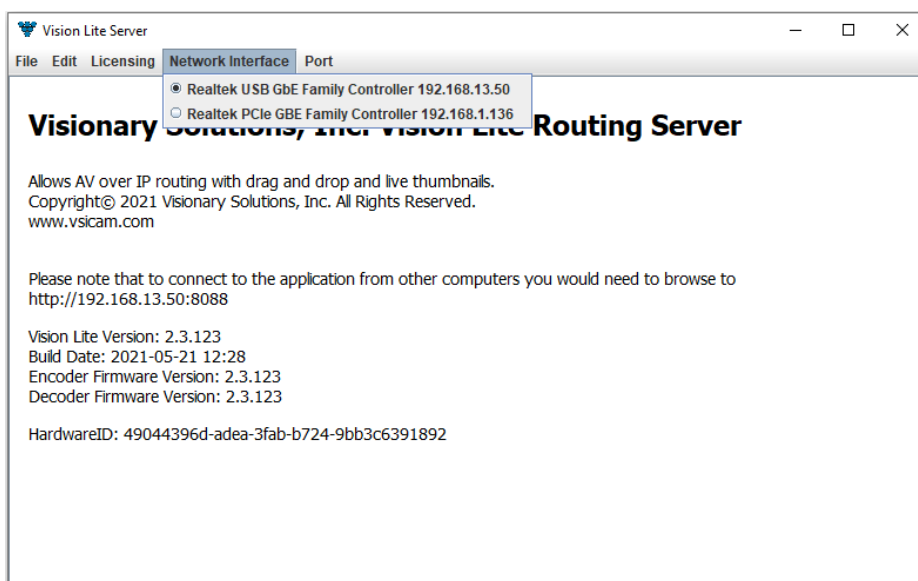 Vision Lite Server
File Edit Licensing Network Interface Port
Realtek USB GbE Family Controller 192.168.13.50
Realtek PCIe GBE Family Controller 192.168.1.136
Visionary Solutions, Inc. Vision Lite Routing Server
Allows AV over IP routing with drag and drop and live thumbnails.
Copyright© 2021 Visionary Solutions, Inc. All Rights Reserved.
www.vsicam.com
Please note that to connect to the application from other computers you would need to browse to
http://192.168.13.50:8088
Vision Lite Version: 2.3.123
Build Date: 2021-05-21 12:28
Encoder Firmware Version: 2.3.123
Decoder Firmware Version: 2.3.123
HardwareID: 49044396d-adea-3fab-b724-9bb3c6391892